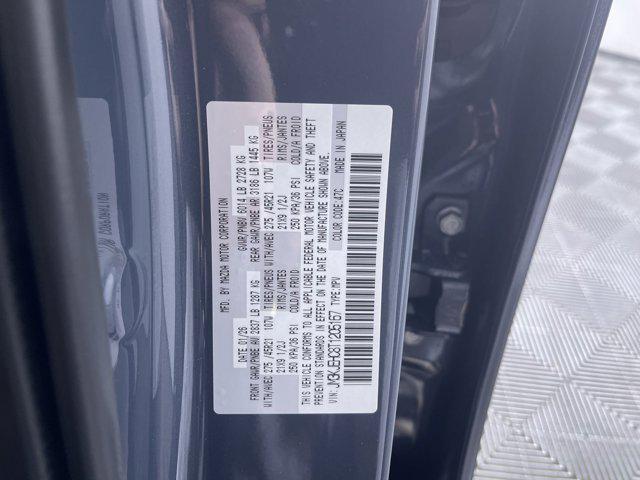 MFD. BY MAZDA MOTOR CORPORATION
DATE: 01/26 GVWR/PNBV 6014 LB 2728 KG
FRONT GAWR/PNBE AV 2837 LB 1287 KG REAR GAWR/PNBE AR 3186 LB 1445 KG
WITH/AVEC 275 /45R21 107W TIRES/PNEUS WITH/AVEC 275 /45R21 107W TIRES/PNEUS
21X9 1/2J RIMS/JANTES 21X9 1/2J RIMS/JANTES
250 KPA/36 PSI COLD/A FROID 250 KPA/36 PSI COLD/A FROID
THIS VEHICLE CONFORMS TO ALL APPLICABLE FEDERAL MOTOR VEHICLE SAFETY AND THEFT
PREVENTION STANDARDS IN EFFECT ON THE DATE OF MANUFACTURE SHOWN ABOVE.
VIN: JM3KJEHC8T1205167 TYPE:MPV COLOR CODE:47C MADE IN JAPAN